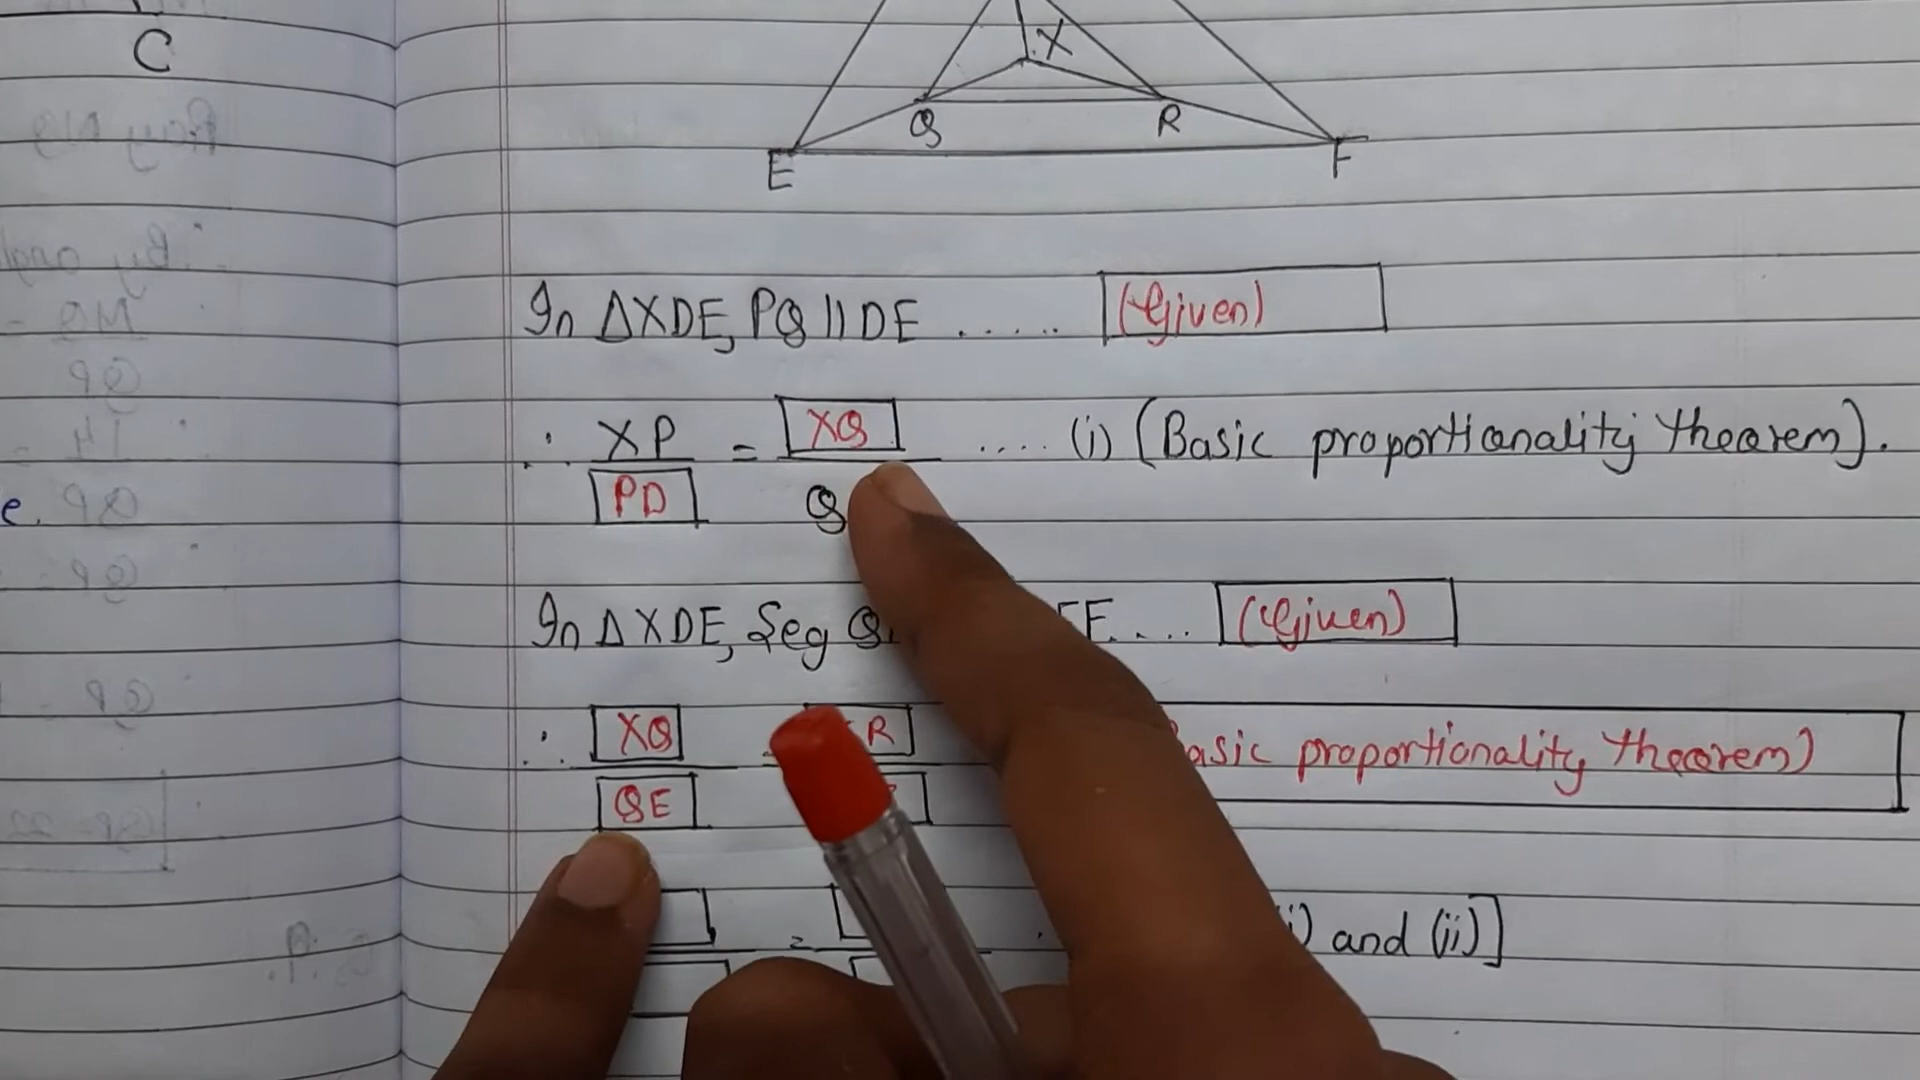 C
X
Q
R
E
F
In ΔXDE, PQ || DE ...... (Given)
∴ XP / PD = XQ / Q .... (i) (Basic proportionality theorem).
In ΔXDE, Seg Q E .... (Given)
∴ XQ / QE R asic proportionality theorem)
= i) and (ii)]
e.